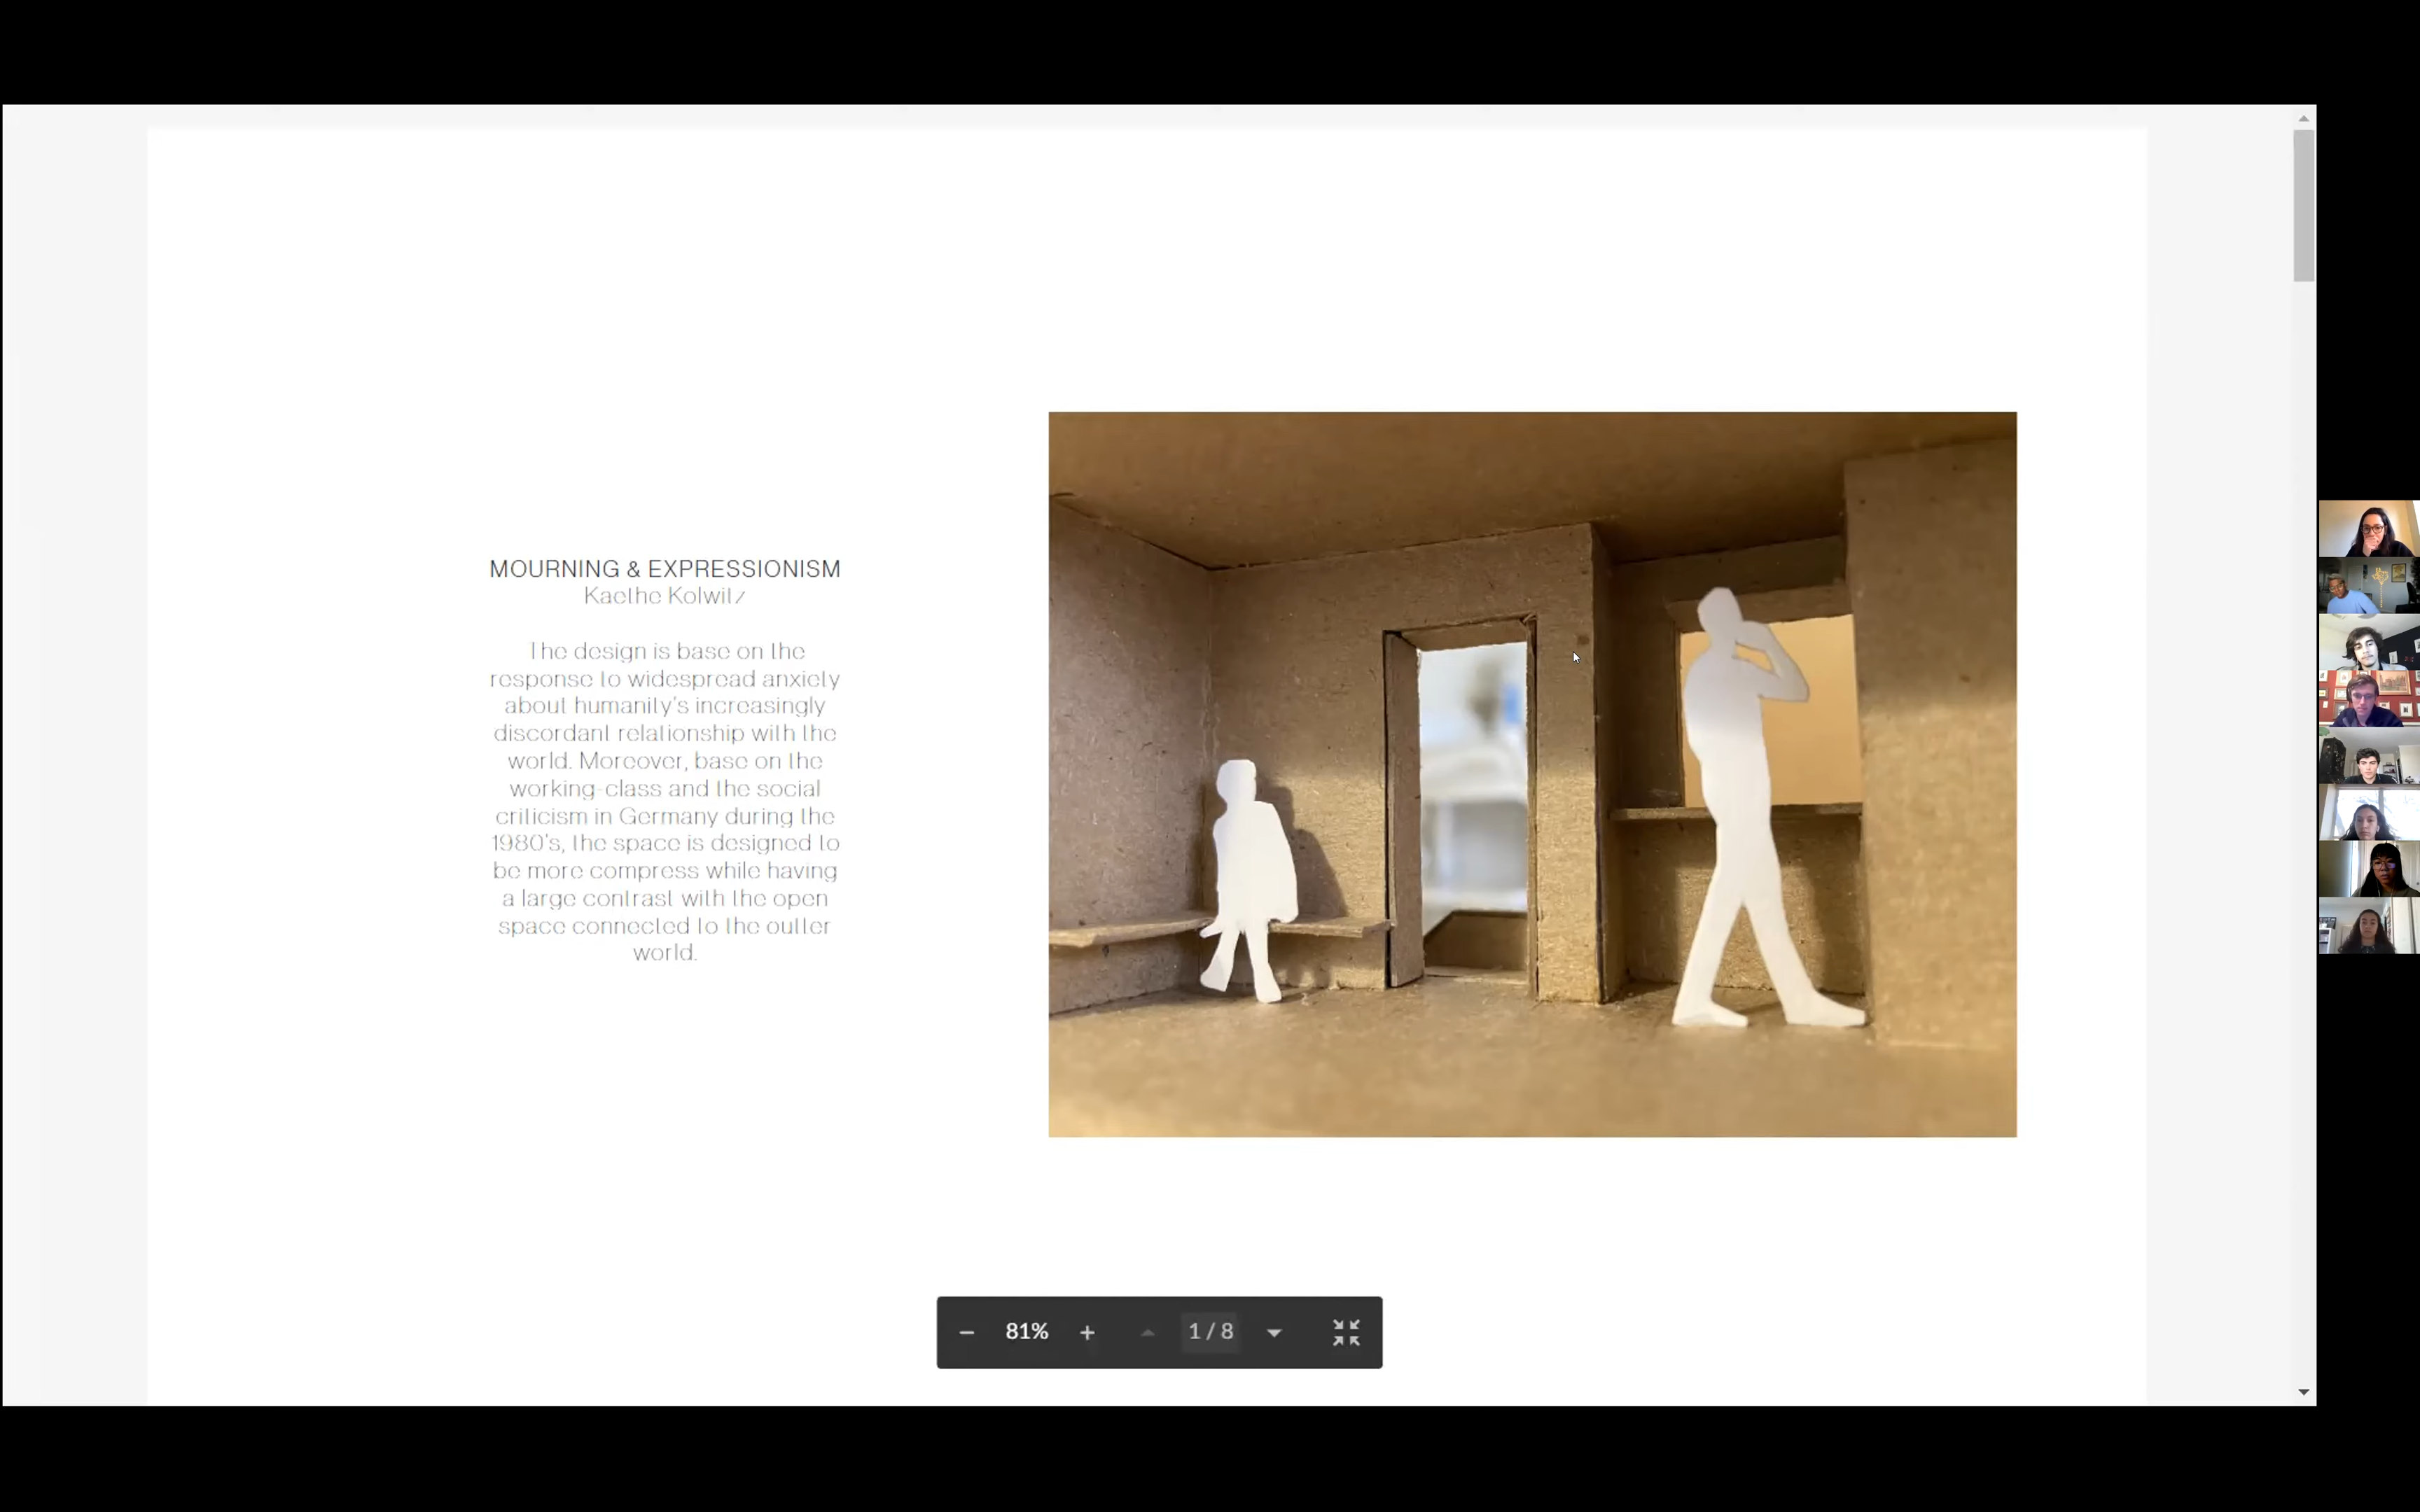 MOURNING & EXPRESSIONISM
Kaethe Kolwitz
The design is base on the
response to widespread anxiety
about humanity's increasingly
discordant relationship with the
world. Moreover, base on the
working-class and the social
criticism in Germany during the
1980's, the space is designed to
be more compress while having
a large contrast with the open
space connected to the outter
world.
81%
1 / 8